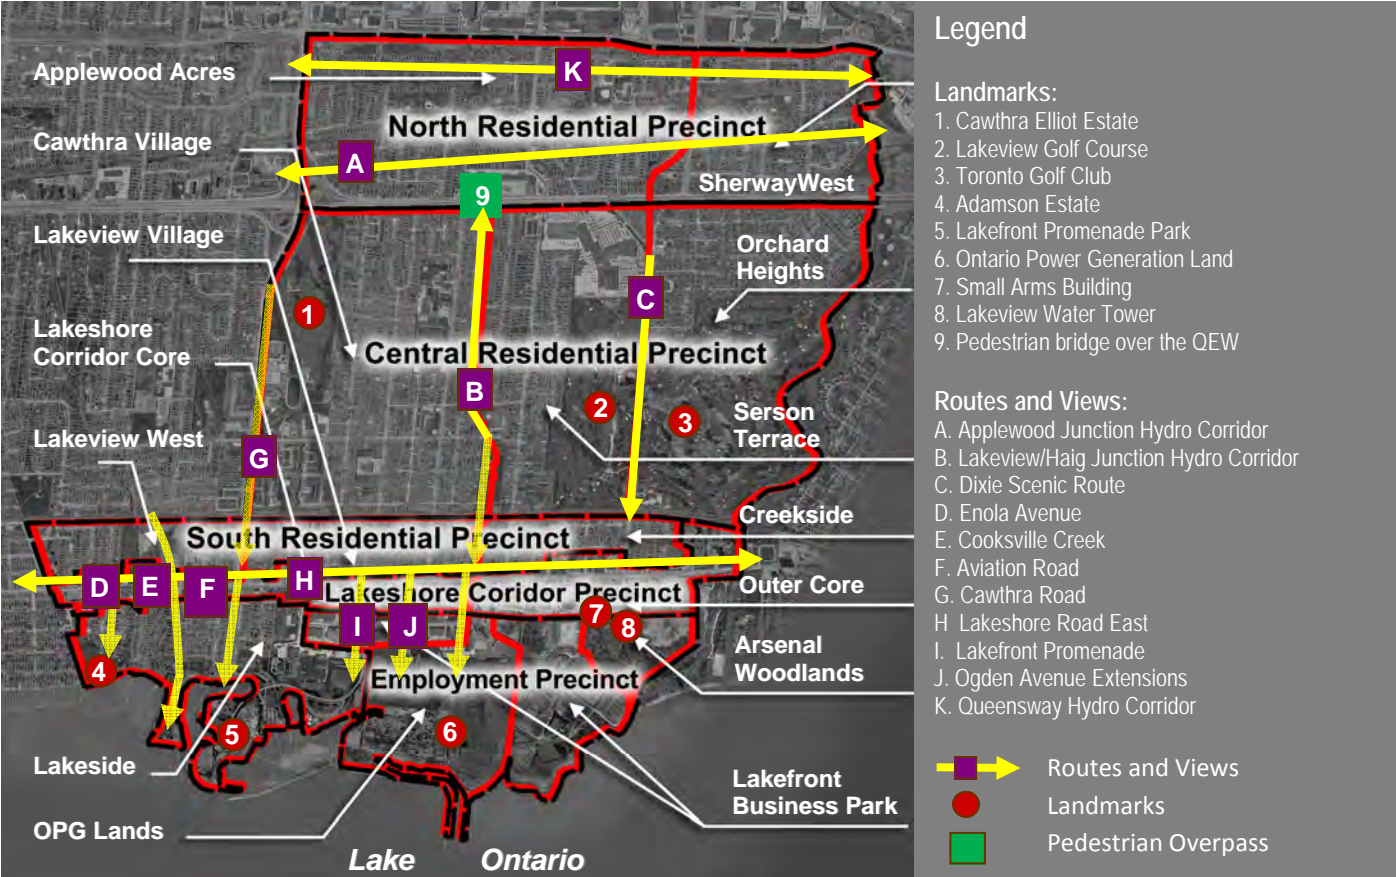 Applewood Acres
K
North Residential Precinct
Cawthra Village
A
SherwayWest
9
Lakeview Village
Orchard
Heights
C
1
Lakeshore
Corridor Core
Central Residential Precinct
B
2
3
Serson
Terrace
Lakeview West
G
Creekside
South Residential Precinct
D
E
F
H
Outer Core
Lakeshore Coridor Precinct
7
8
I
J
Arsenal
Woodlands
4
Employment Precinct
5
6
Lakeside
Lakefront
Business Park
OPG Lands
Lake Ontario
Legend
Landmarks:
1. Cawthra Elliot Estate
2. Lakeview Golf Course
3. Toronto Golf Club
4. Adamson Estate
5. Lakefront Promenade Park
6. Ontario Power Generation Land
7. Small Arms Building
8. Lakeview Water Tower
9. Pedestrian bridge over the QEW
Routes and Views:
A. Applewood Junction Hydro Corridor
B. Lakeview/Haig Junction Hydro Corridor
C. Dixie Scenic Route
D. Enola Avenue
E. Cooksville Creek
F. Aviation Road
G. Cawthra Road
H Lakeshore Road East
I. Lakefront Promenade
J. Ogden Avenue Extensions
K. Queensway Hydro Corridor
Routes and Views
Landmarks
Pedestrian Overpass